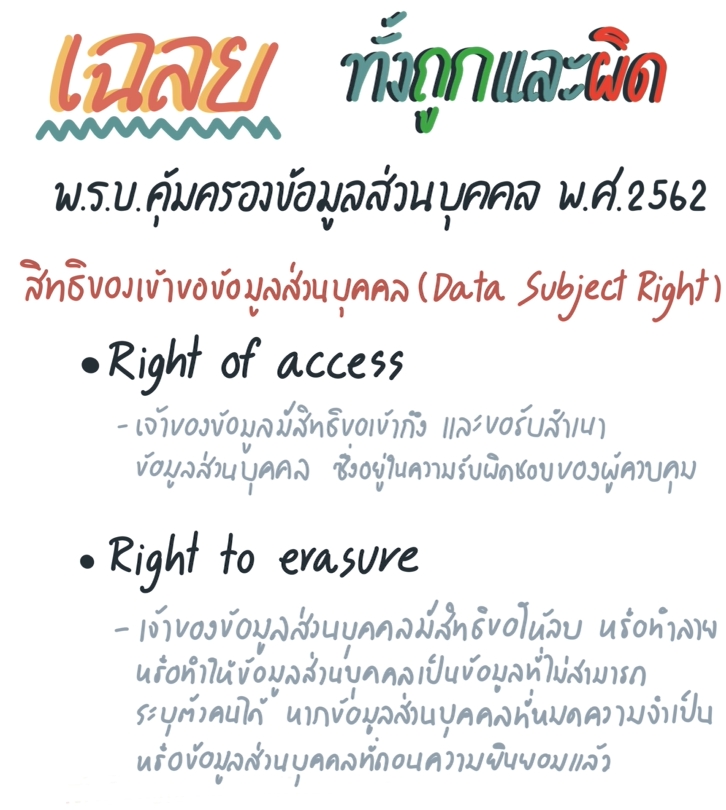 เฉลย ทั้งถูกและผิด
พ.ร.บ.คุ้มครองข้อมูลส่วนบุคคล พ.ศ.2562
สิทธิของเข้าขอข้อมูลส่วนบุคคล (Data Subject Right)
• Right of access
- เจ้าของข้อมูลมีสิทธิขอเข้าถึง และขอรับสำเนา
ข้อมูลส่วนบุคคล ซึ่งอยู่ในความรับผิดชอบของผู้ควบคุม
• Right to erasure
- เจ้าของข้อมูลส่วนบุคคลมีสิทธิขอให้ลบ หรือทำลาย
หรือทำให้ข้อมูลส่วนบุคคลเป็นข้อมูลที่ไม่สามารถ
ระบุตัวคนได้ หากข้อมูลส่วนบุคคลที่หมดความจำเป็น
หรือข้อมูลส่วนบุคคลที่ถอนความยินยอมแล้ว